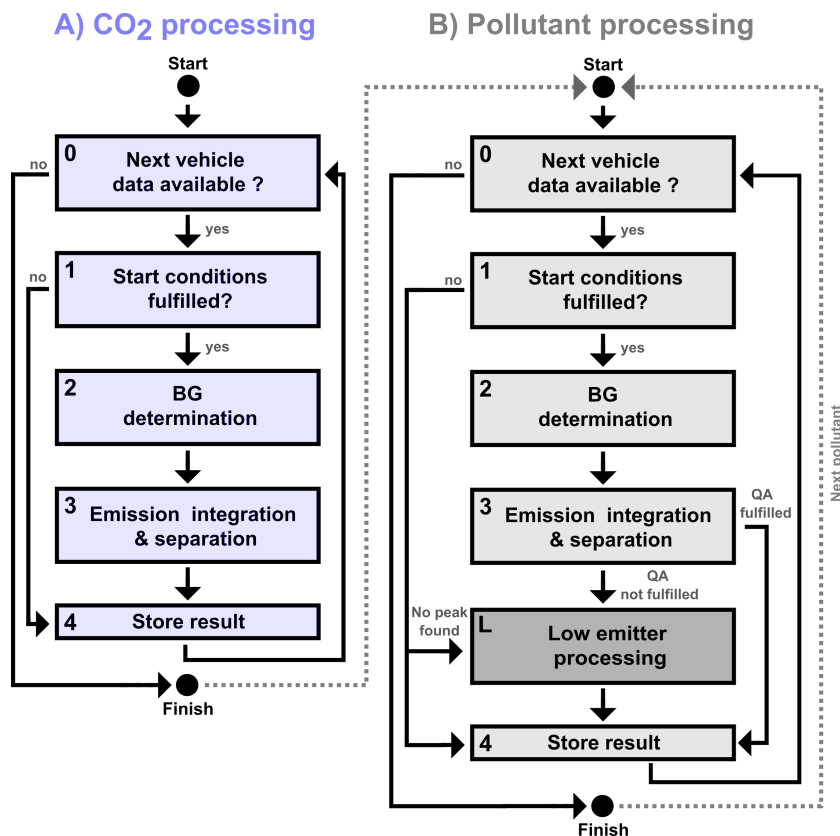 A) CO2 processing
Start
0
Next vehicle
data available ?
no
yes
1
Start conditions
fulfilled?
no
yes
2
BG
determination
3
Emission integration
& separation
4
Store result
Finish
B) Pollutant processing
Start
0
Next vehicle
data available ?
no
yes
1
Start conditions
fulfilled?
no
yes
2
BG
determination
3
Emission integration
& separation
QA
fulfilled
QA
not fulfilled
No peak
found
L
Low emitter
processing
4
Store result
Finish
Next pollutant